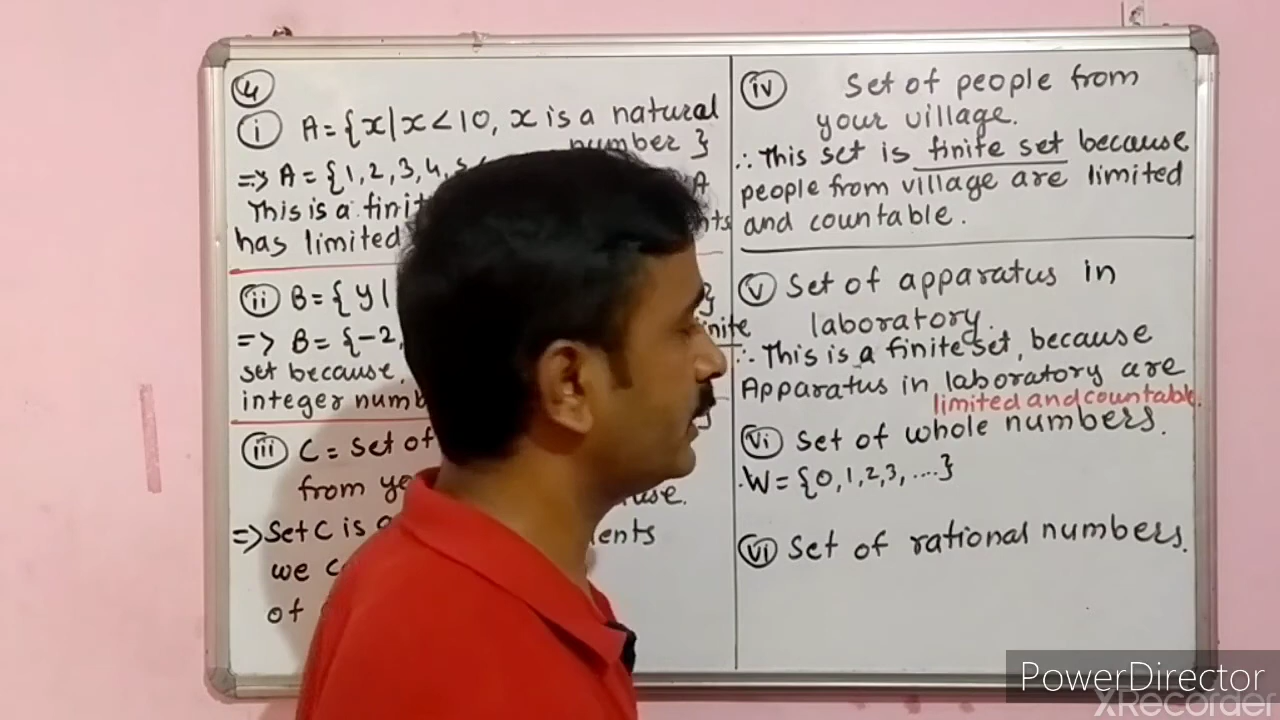 4
i A={x|x<10, x is a natural
number }
=> A={1,2,3,4,5
This is a
has limited
ii B={ y|
}
=> B={-2,
set because,
integer
iii C= set of
from
=> Set C is
we
of
iv Set of people from
your village.
∴ This set is finite set because
people from village are limited
and countable.
v Set of apparatus in
laboratory.
∴ This is a finite set, because
Apparatus in laboratory are
limited and countable.
vi Set of whole numbers.
W={0,1,2,3,....}
vi Set of rational numbers.
PowerDirector
XRecorder